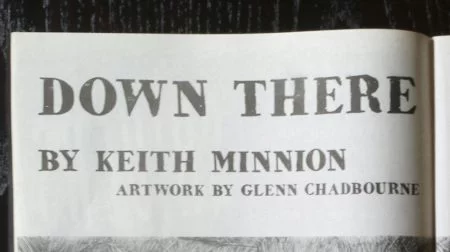 DOWN THERE
BY KEITH MINNION
ARTWORK BY GLENN CHADBOURNE